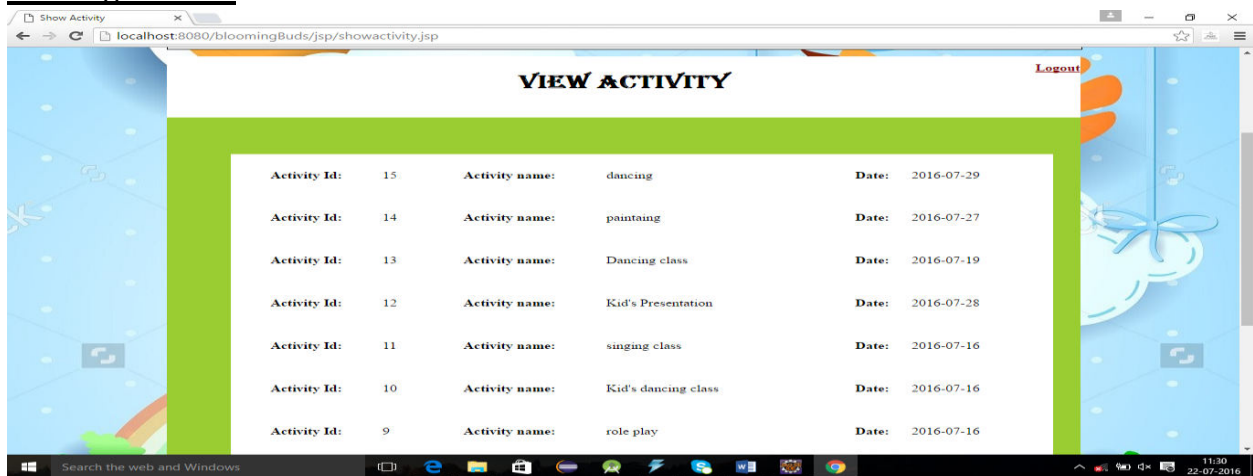 Show Activity
localhost:8080/bloomingBuds/jsp/showactivity.jsp
Logout
VIEW ACTIVITY
Activity Id: 15 Activity name: dancing Date: 2016-07-29
Activity Id: 14 Activity name: paintaing Date: 2016-07-27
Activity Id: 13 Activity name: Dancing class Date: 2016-07-19
Activity Id: 12 Activity name: Kid's Presentation Date: 2016-07-28
Activity Id: 11 Activity name: singing class Date: 2016-07-16
Activity Id: 10 Activity name: Kid's dancing class Date: 2016-07-16
Activity Id: 9 Activity name: role play Date: 2016-07-16
Search the web and Windows
11:30
22-07-2016